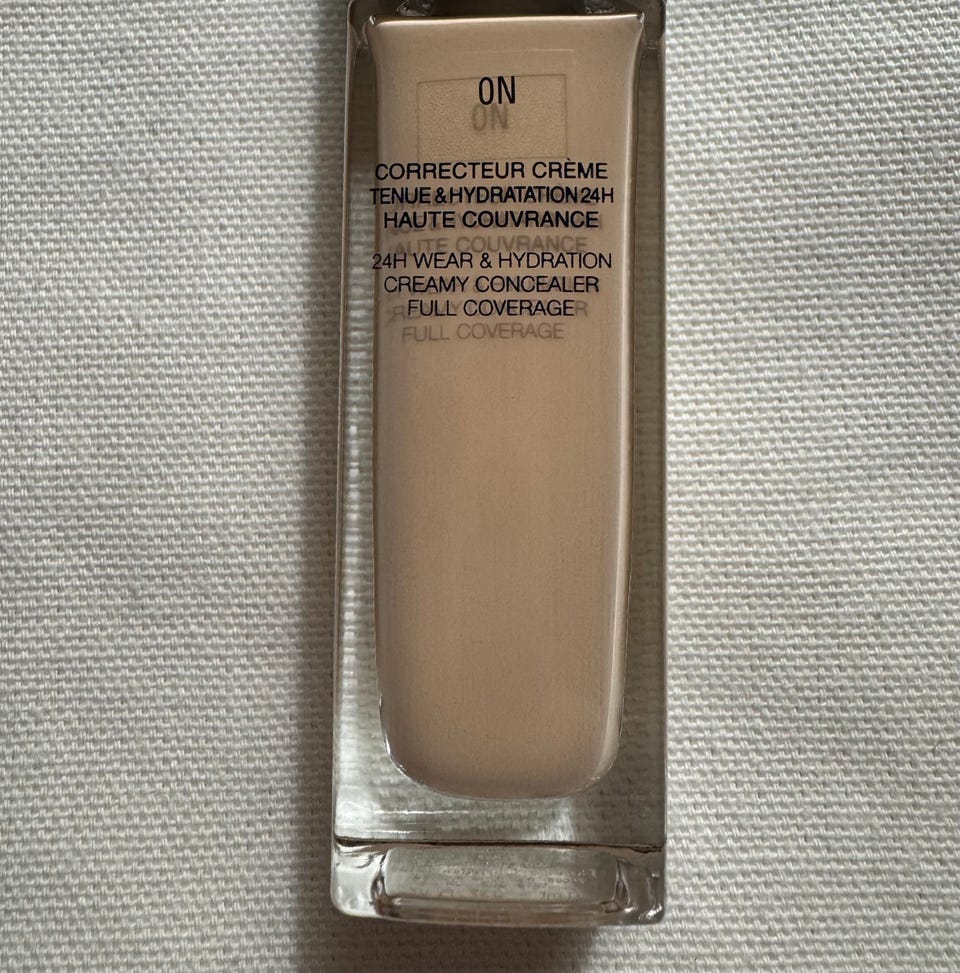 0N
CORRECTEUR CRÈME
TENUE & HYDRATATION 24H
HAUTE COUVRANCE
24H WEAR & HYDRATION
CREAMY CONCEALER
FULL COVERAGE